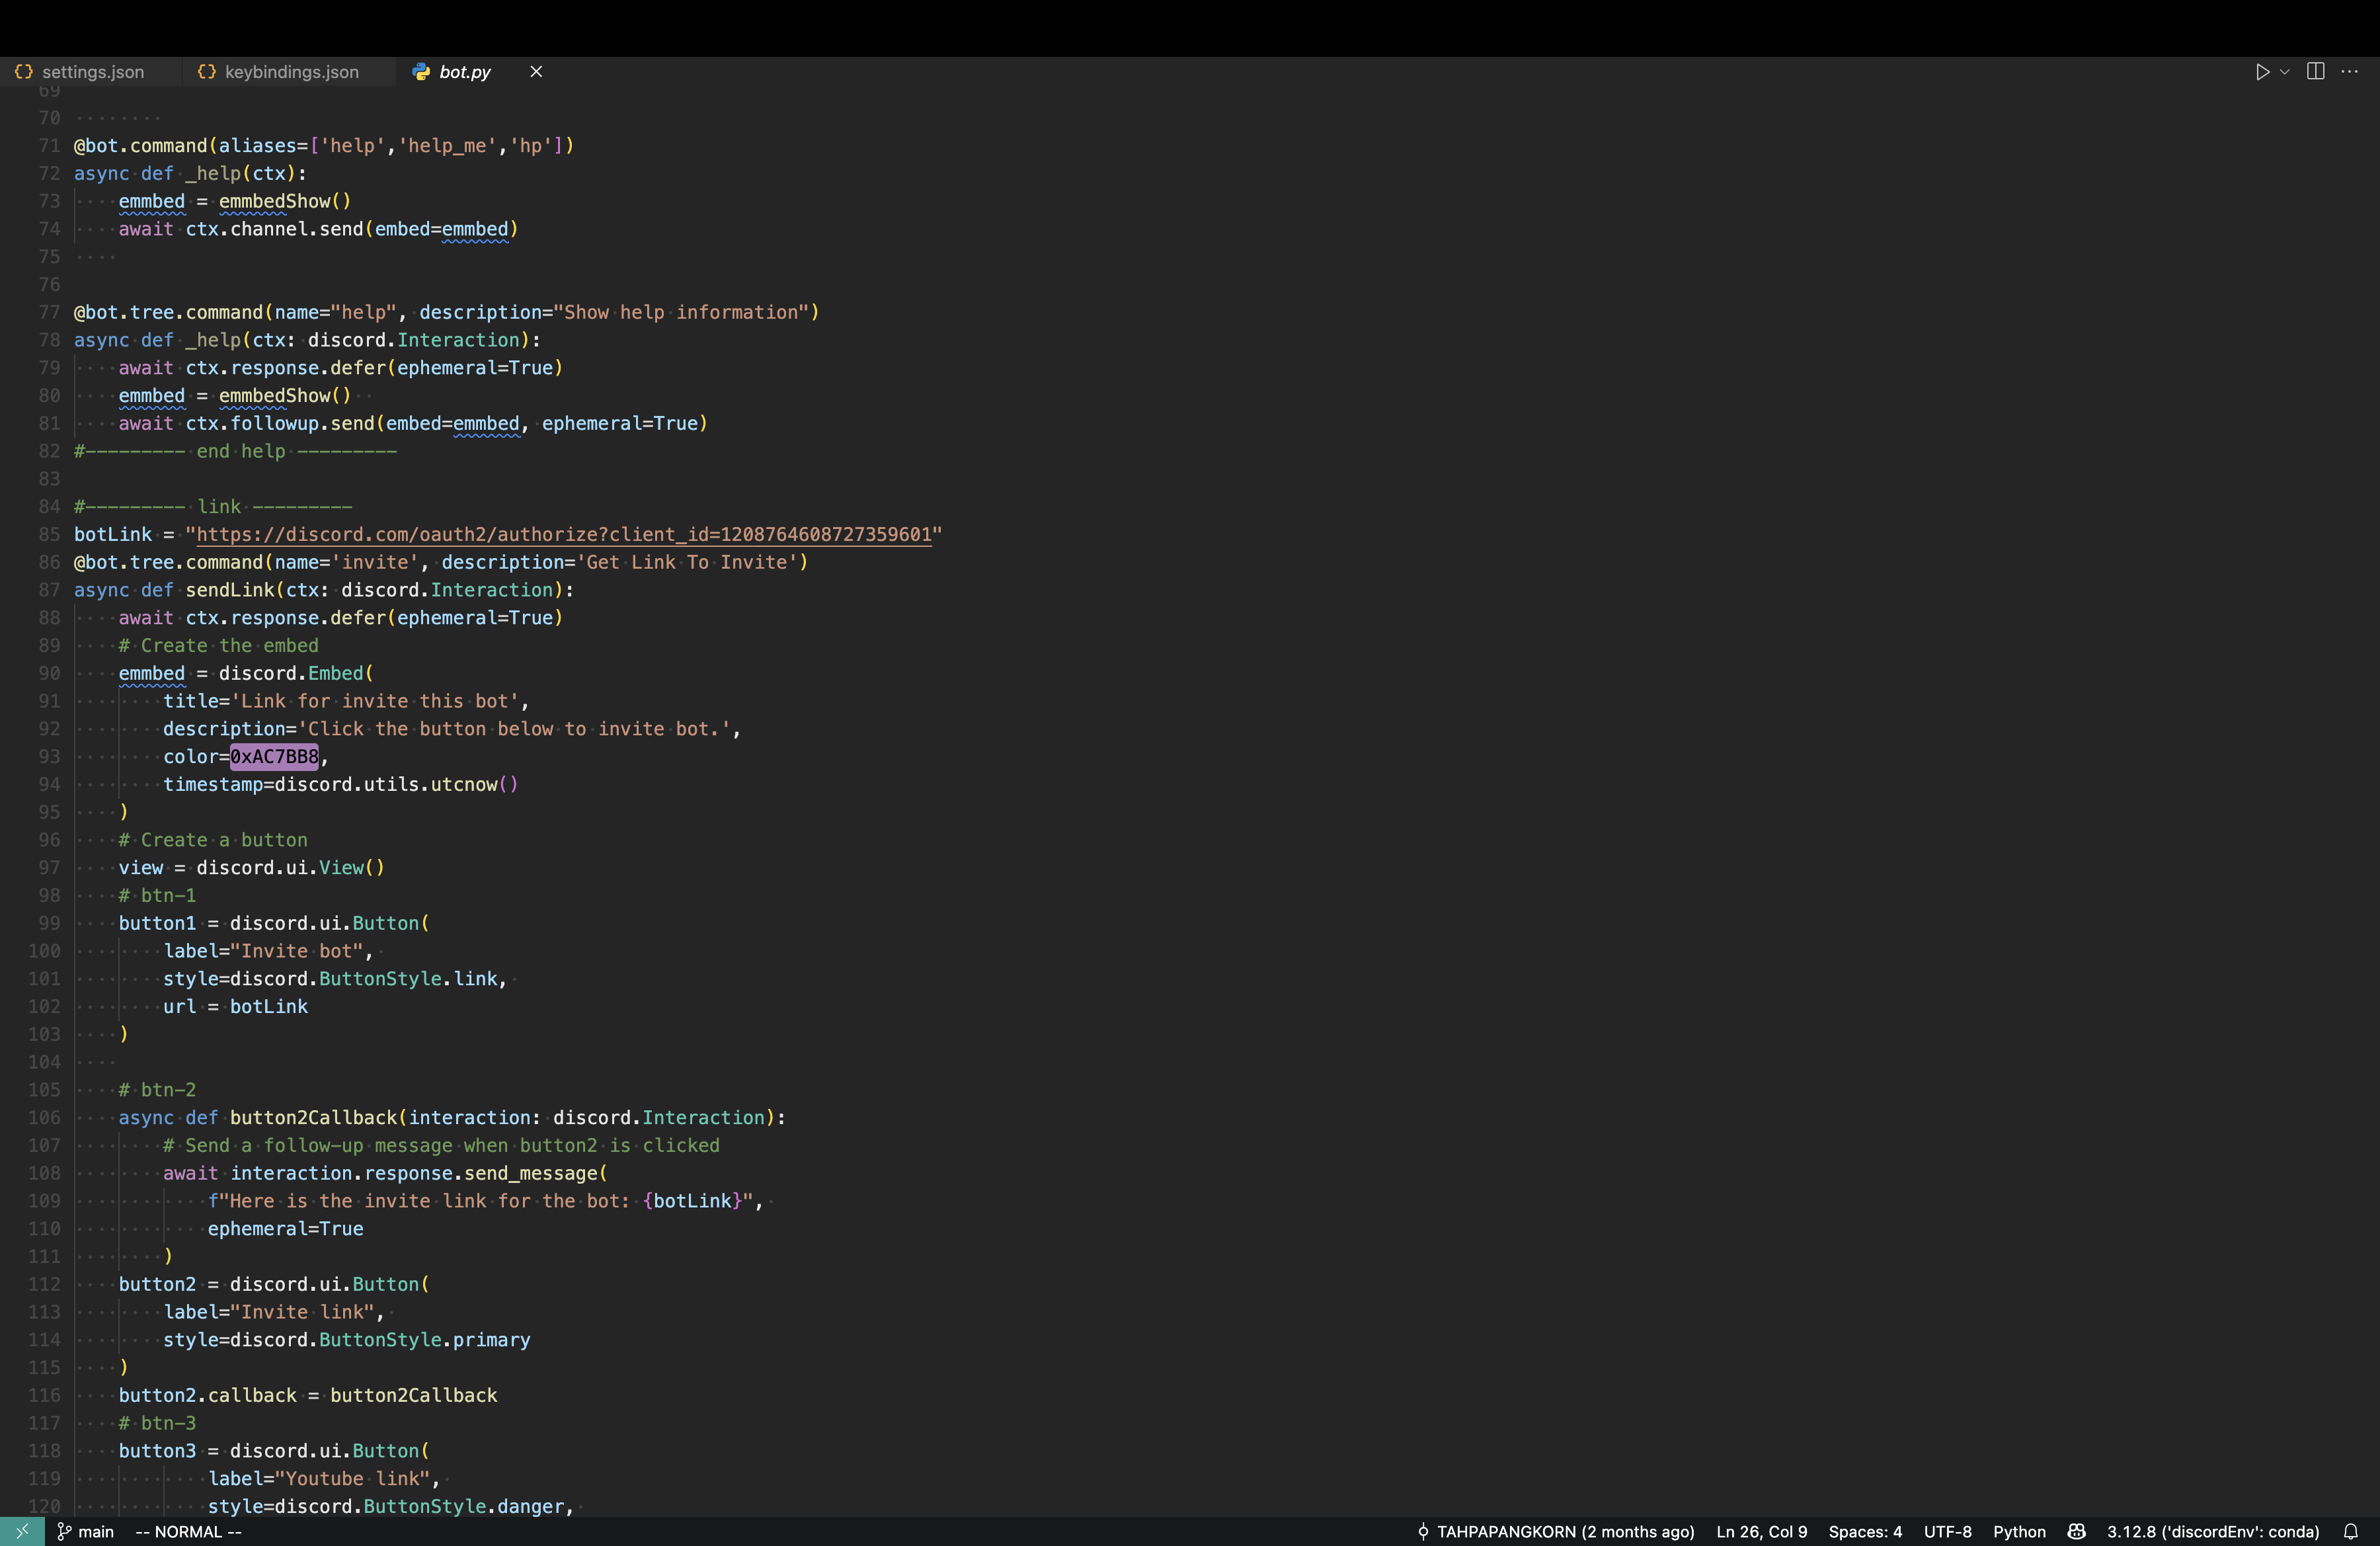 settings.json keybindings.json bot.py
69
70
71 @bot.command(aliases=['help','help_me','hp'])
72 async def _help(ctx):
73     emmbed = emmbedShow()
74     await ctx.channel.send(embed=emmbed)
75
76
77 @bot.tree.command(name="help", description="Show help information")
78 async def _help(ctx: discord.Interaction):
79     await ctx.response.defer(ephemeral=True)
80     emmbed = emmbedShow()
81     await ctx.followup.send(embed=emmbed, ephemeral=True)
82 #--------- end help ---------
83
84 #--------- link ---------
85 botLink = "https://discord.com/oauth2/authorize?client_id=1208764608727359601"
86 @bot.tree.command(name='invite', description='Get Link To Invite')
87 async def sendLink(ctx: discord.Interaction):
88     await ctx.response.defer(ephemeral=True)
89     # Create the embed
90     emmbed = discord.Embed(
91         title='Link for invite this bot',
92         description='Click the button below to invite bot.',
93         color=0xAC7BB8,
94         timestamp=discord.utils.utcnow()
95     )
96     # Create a button
97     view = discord.ui.View()
98     # btn-1
99     button1 = discord.ui.Button(
100         label="Invite bot",
101         style=discord.ButtonStyle.link,
102         url = botLink
103     )
104
105     # btn-2
106     async def button2Callback(interaction: discord.Interaction):
107         # Send a follow-up message when button2 is clicked
108         await interaction.response.send_message(
109             f"Here is the invite link for the bot: {botLink}",
110             ephemeral=True
111         )
112     button2 = discord.ui.Button(
113         label="Invite link",
114         style=discord.ButtonStyle.primary
115     )
116     button2.callback = button2Callback
117     # btn-3
118     button3 = discord.ui.Button(
119             label="Youtube link",
120             style=discord.ButtonStyle.danger,
main -- NORMAL -- TAHPAPANGKORN (2 months ago) Ln 26, Col 9 Spaces: 4 UTF-8 Python 3.12.8 ('discordEnv': conda)